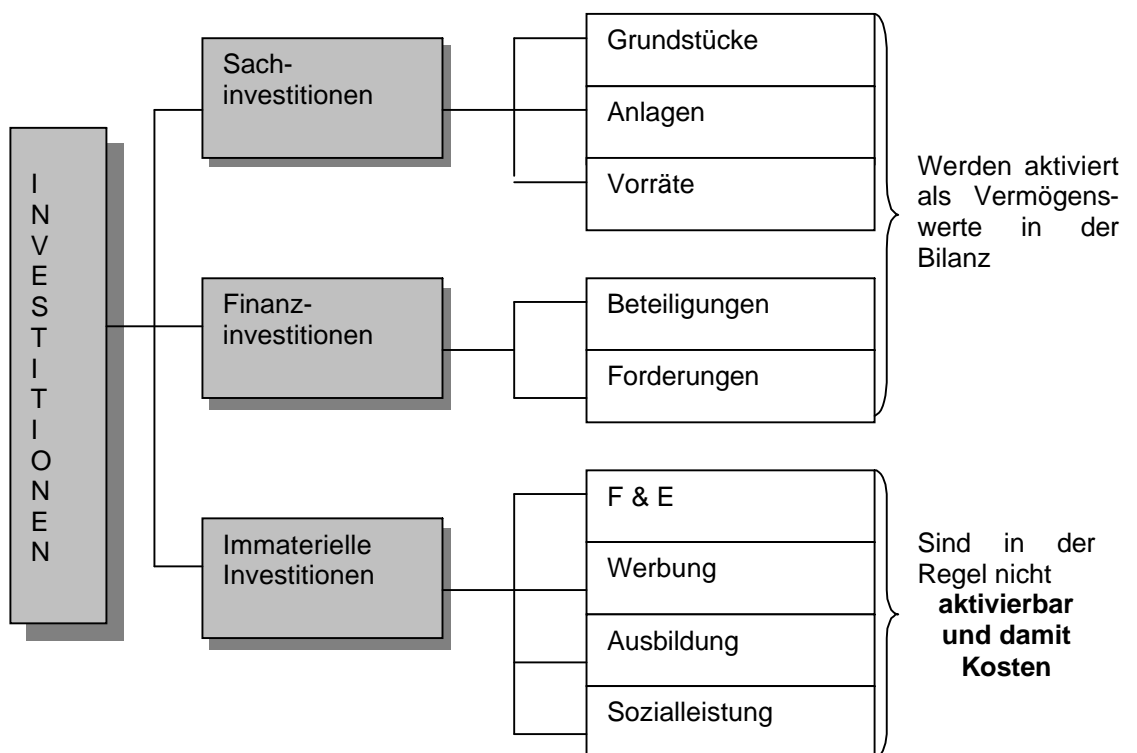 INVESTITIONEN
Sach-
investitionen
Grundstücke
Anlagen
Vorräte
Werden aktiviert
als Vermögens-
werte in der
Bilanz
Finanz-
investitionen
Beteiligungen
Forderungen
Immaterielle
Investitionen
F & E
Werbung
Ausbildung
Sozialleistung
Sind in der
Regel nicht
aktivierbar
und damit
Kosten